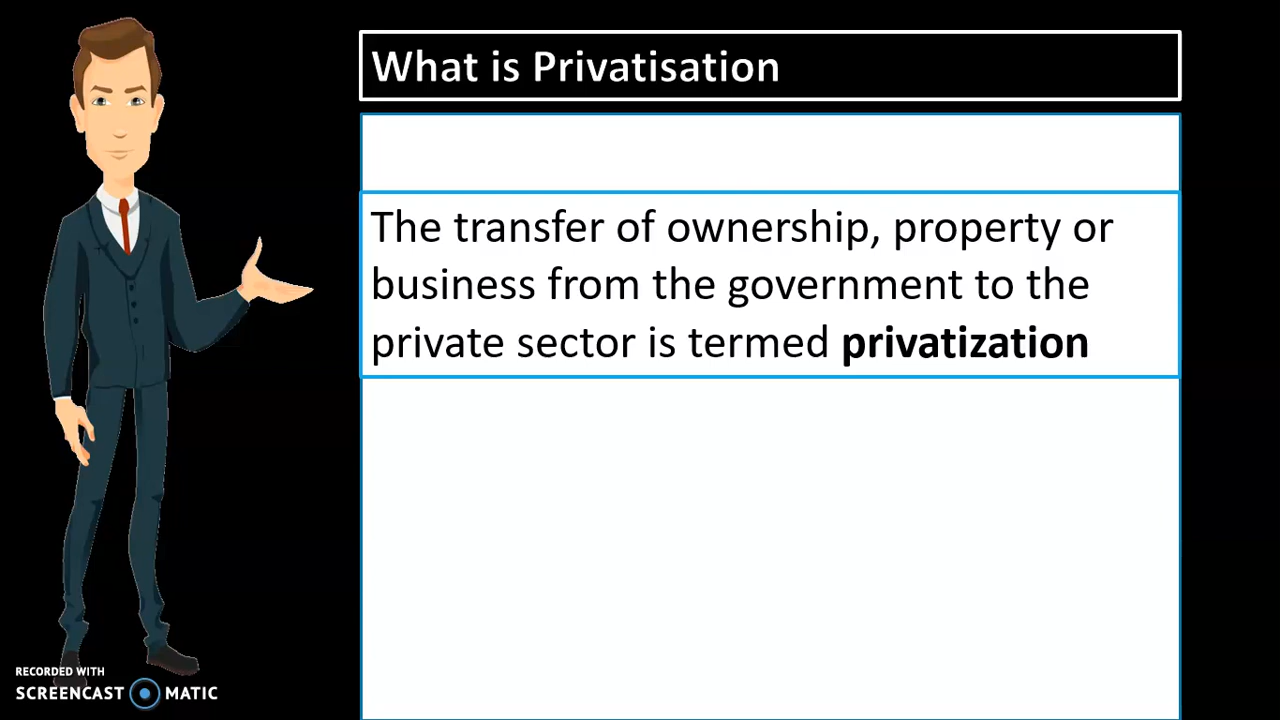 What is Privatisation
The transfer of ownership, property or
business from the government to the
private sector is termed privatization
RECORDED WITH
SCREENCAST MATIC